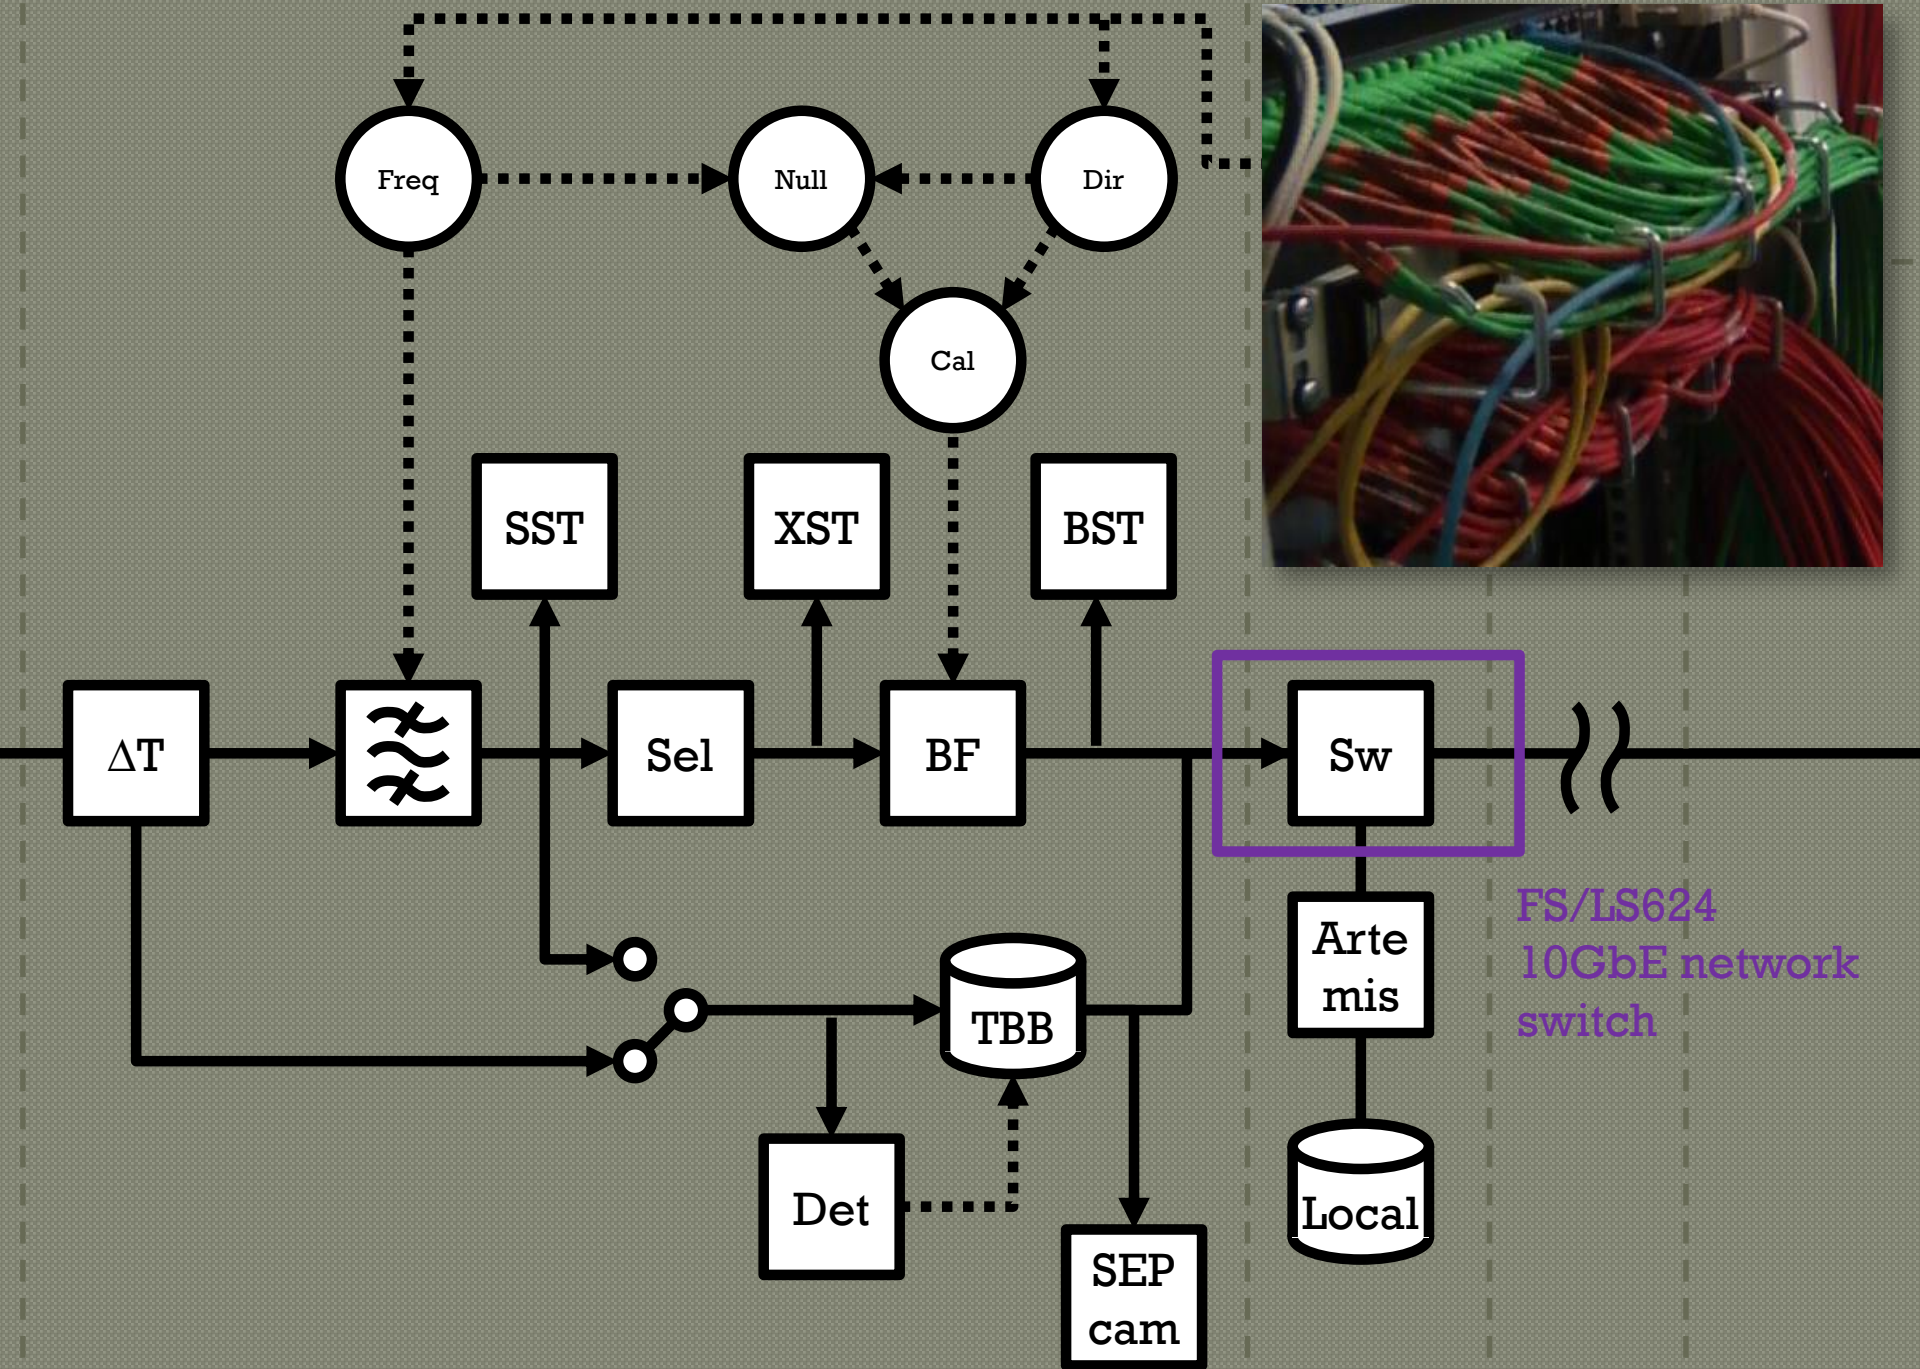 Freq
Null
Dir
Cal
SST
XST
BST
ΔT
Sel
BF
Sw
FS/LS624
10GbE network
switch
Arte
mis
TBB
Det
Local
SEP
cam